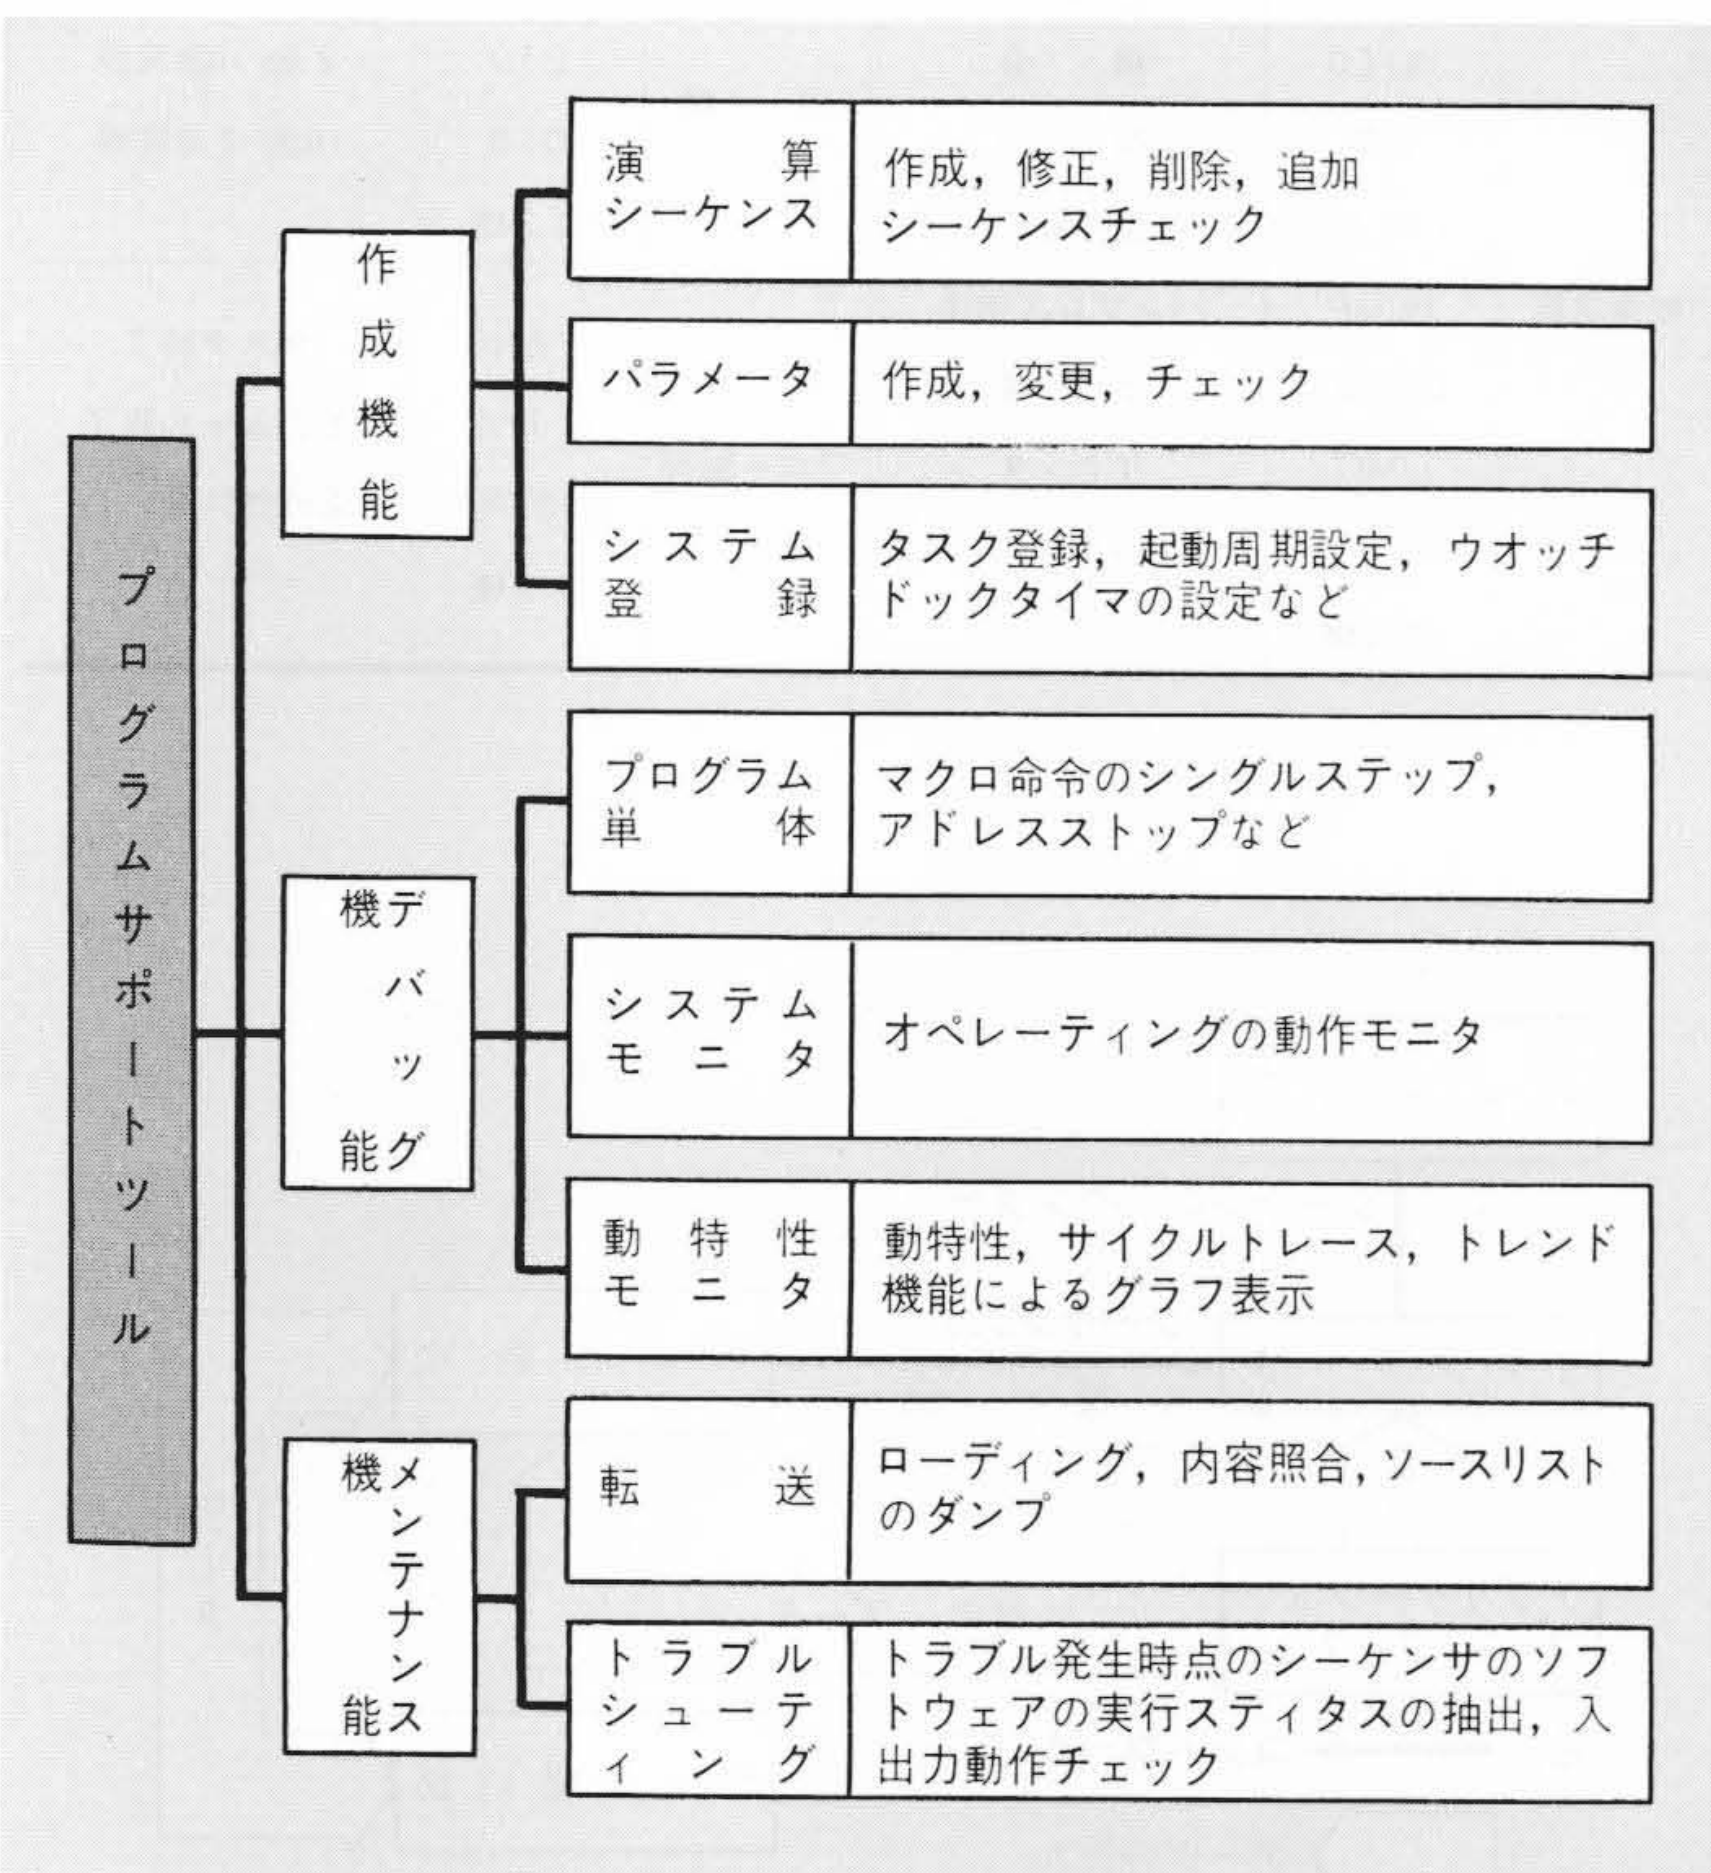 プログラムサポートツール
作成機能
演算
シーケンス
作成，修正，削除，追加
シーケンスチェック
パラメータ
作成，変更，チェック
システム
登録
タスク登録，起動周期設定，ウオッチ
ドックタイマの設定など
デバッグ
機能
プログラム
単体
マクロ命令のシングルステップ，
アドレスストップなど
システム
モニタ
オペレーティングの動作モニタ
動特性
モニタ
動特性，サイクルトレース，トレンド
機能によるグラフ表示
メンテナンス
機能
転送
ローディング，内容照合，ソースリスト
のダンプ
トラブル
シューテ
ィング
トラブル発生時点のシーケンサのソフ
トウェアの実行スティタスの抽出，入
出力動作チェック